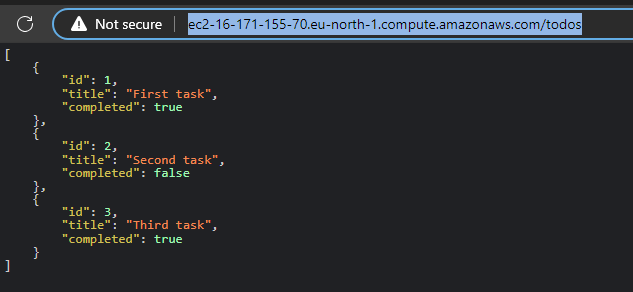 Not secure | ec2-16-171-155-70.eu-north-1.compute.amazonaws.com/todos
[
    {
        "id": 1,
        "title": "First task",
        "completed": true
    },
    {
        "id": 2,
        "title": "Second task",
        "completed": false
    },
    {
        "id": 3,
        "title": "Third task",
        "completed": true
    }
]